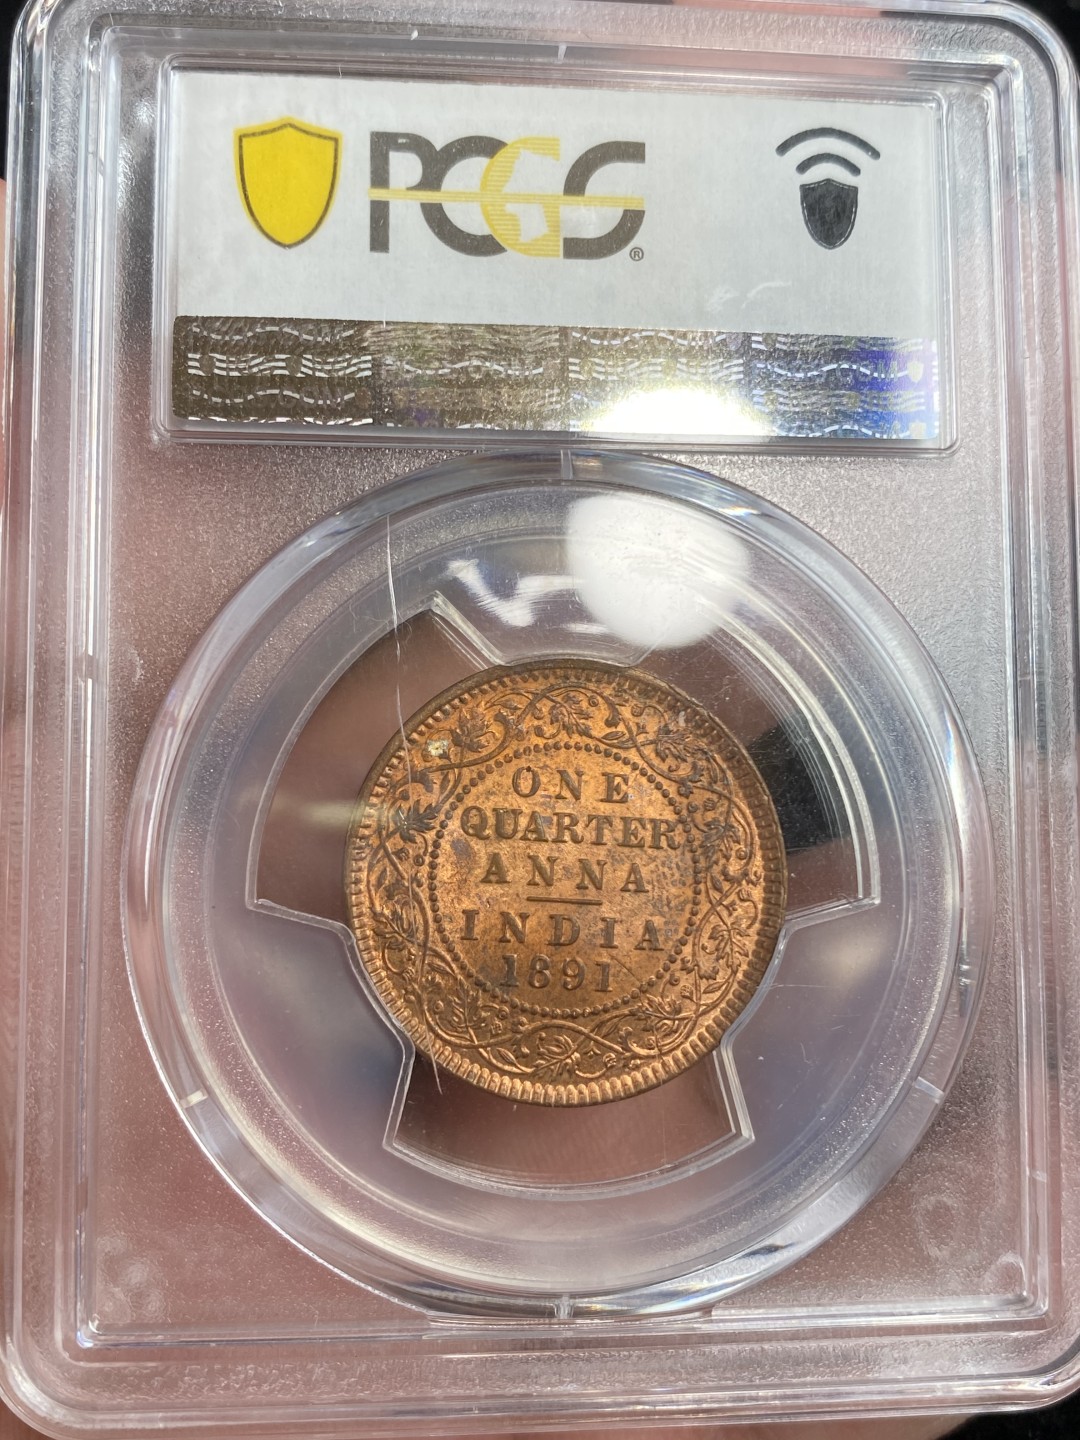 PCGS®
ONE
QUARTER
ANNA
INDIA
1891